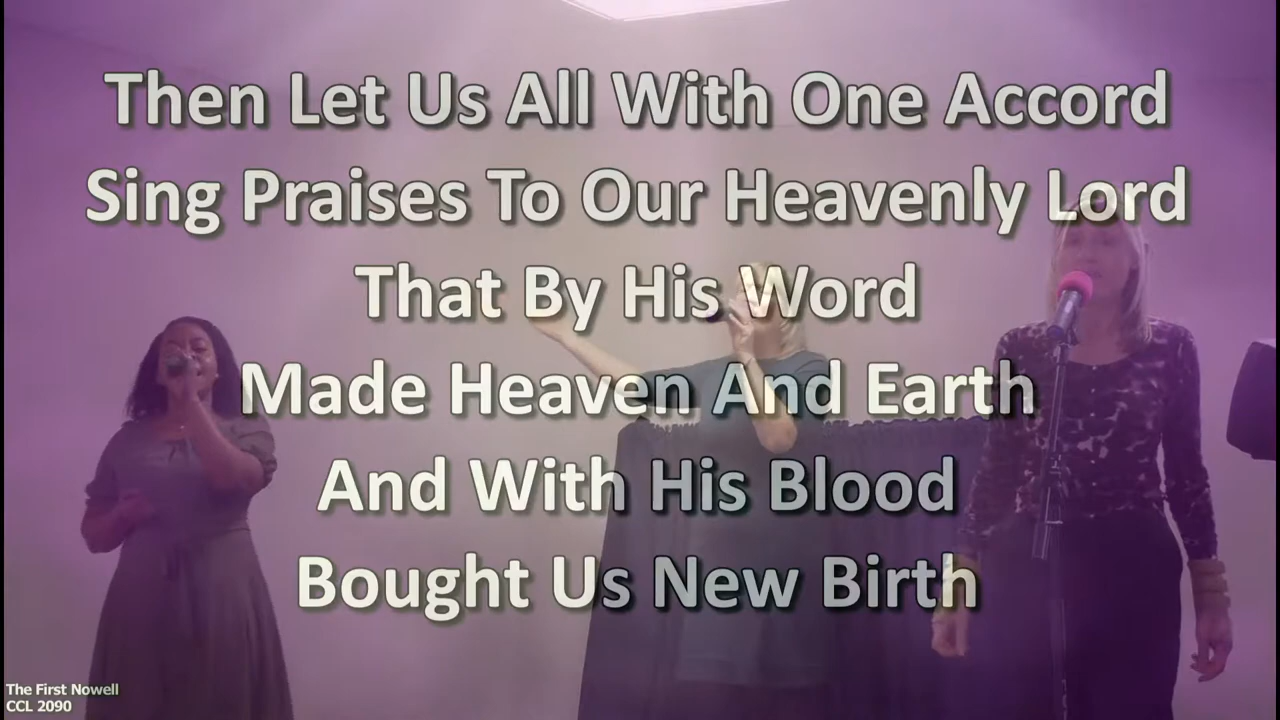 Then Let Us All With One Accord
Sing Praises To Our Heavenly Lord
That By His Word
Made Heaven And Earth
And With His Blood
Bought Us New Birth
The First Nowell
CCL 2090